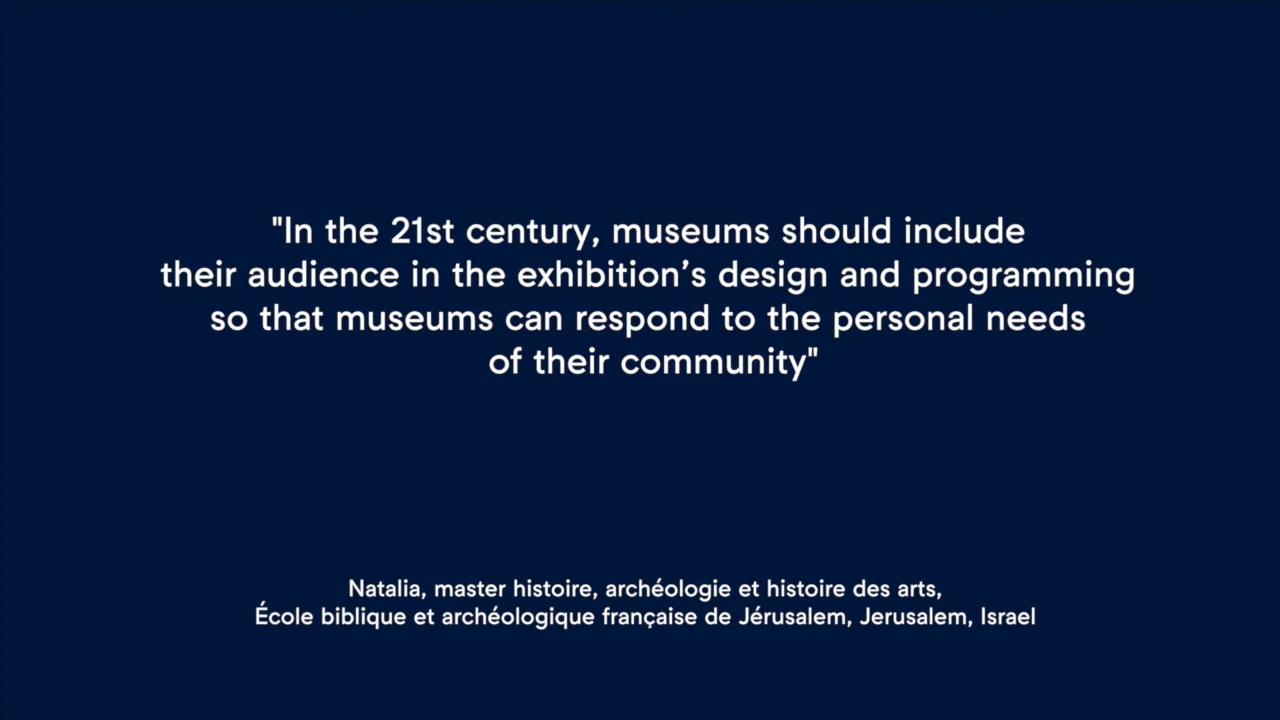 "In the 21st century, museums should include
their audience in the exhibition’s design and programming
so that museums can respond to the personal needs
of their community"
Natalia, master histoire, archéologie et histoire des arts,
École biblique et archéologique française de Jérusalem, Jerusalem, Israel